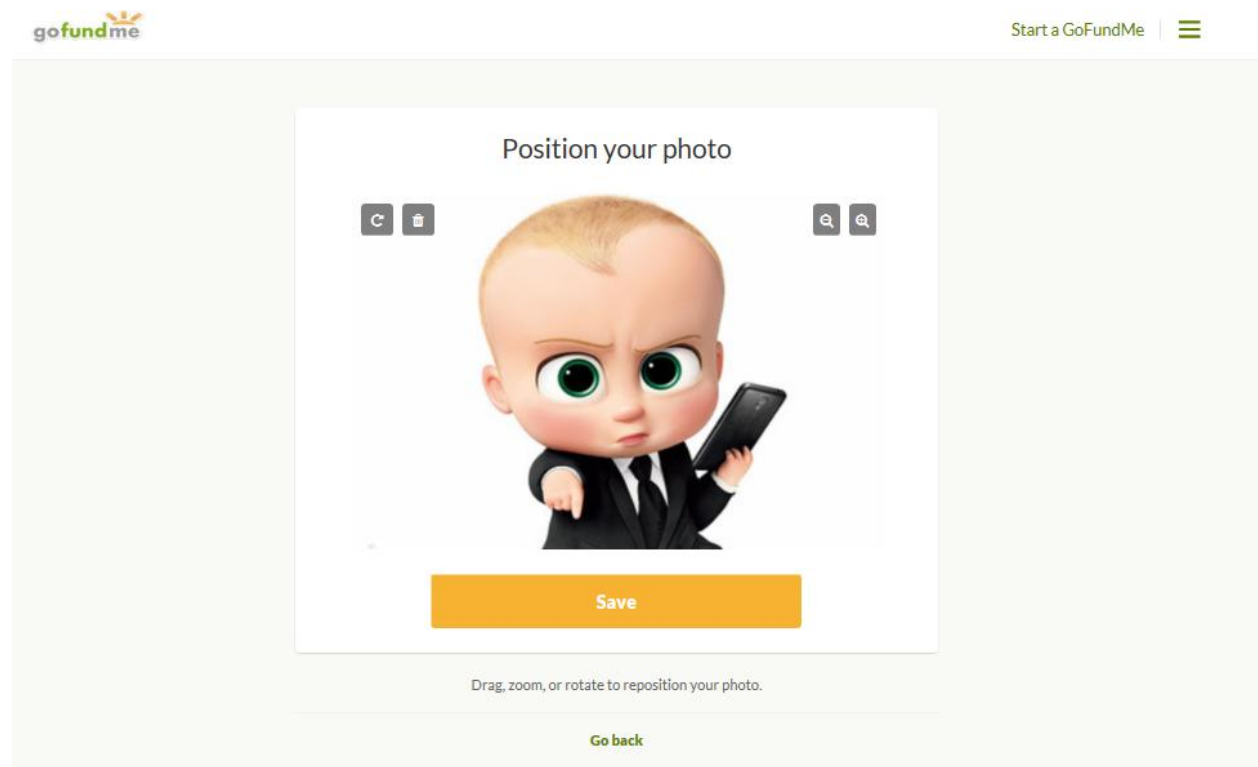 gofundme
Start a GoFundMe
Position your photo
Save
Drag, zoom, or rotate to reposition your photo.
Go back